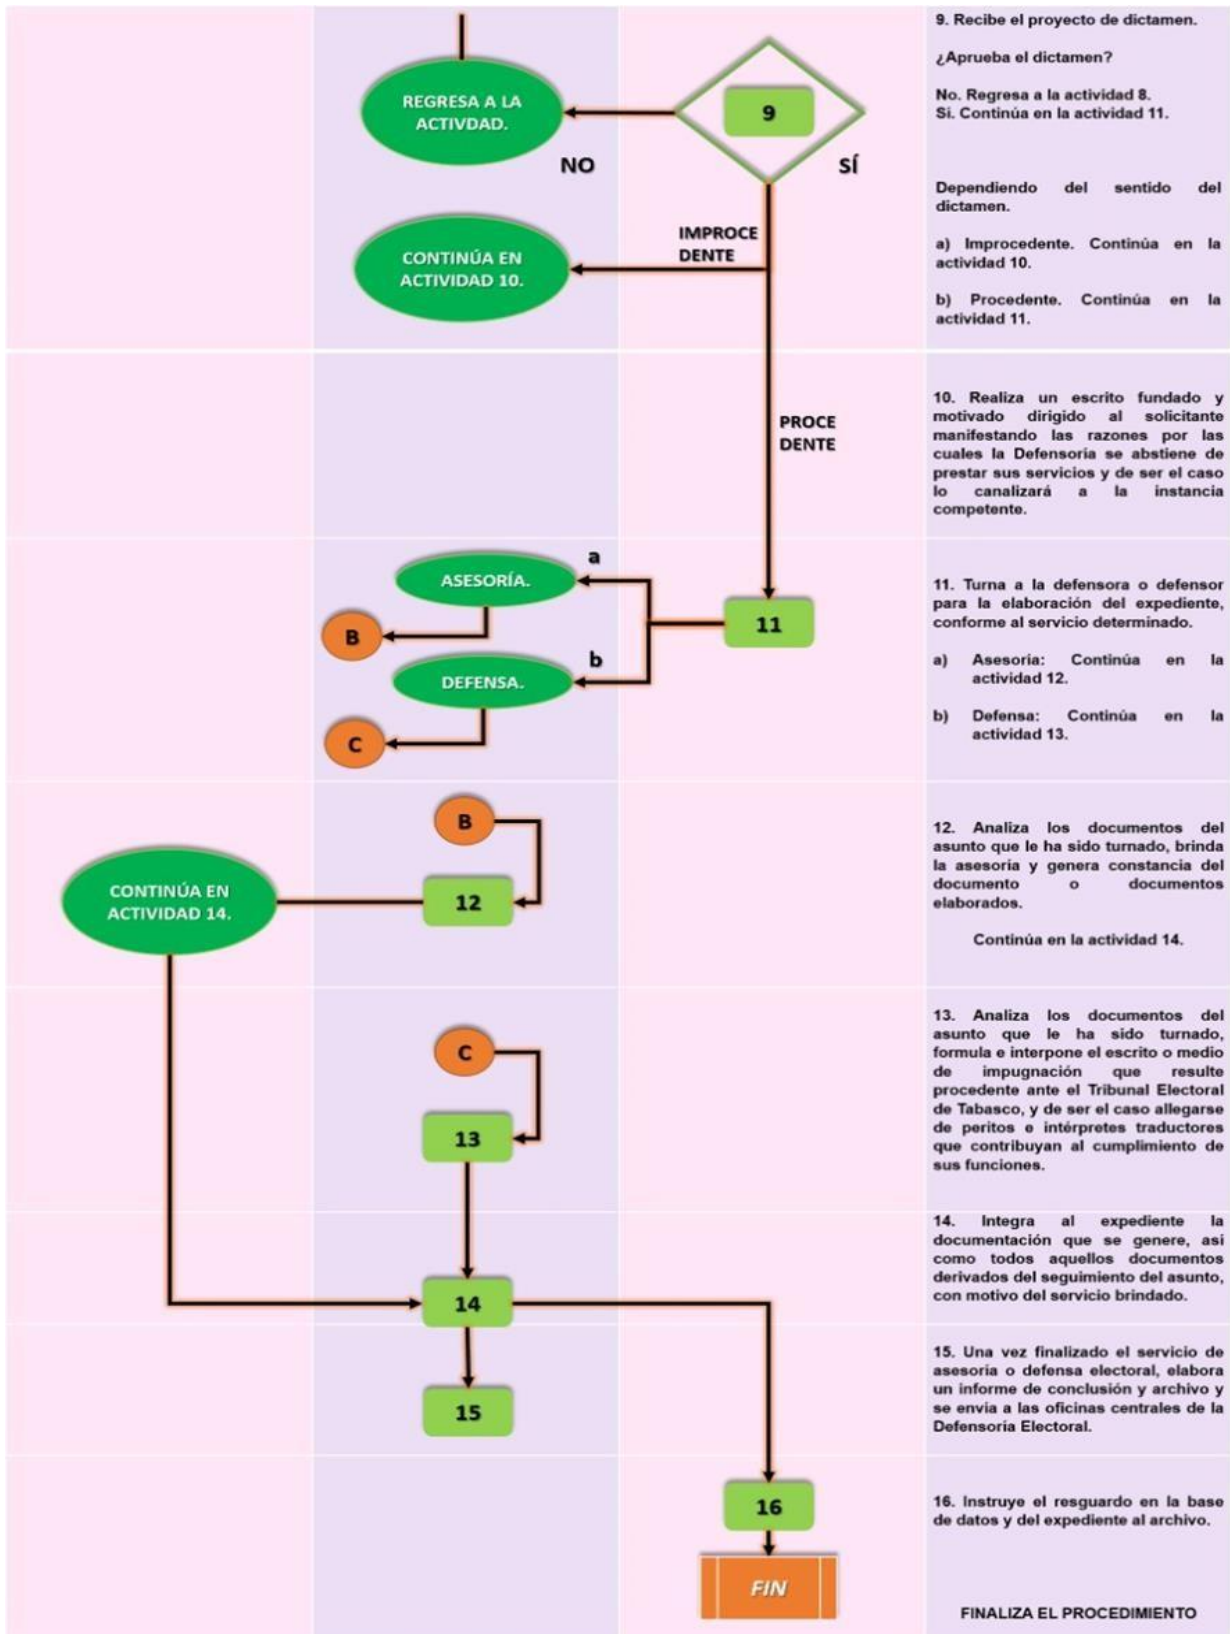 REGRESA A LA
ACTIVDAD.
9
NO
SÍ
9. Recibe el proyecto de dictamen.
¿Aprueba el dictamen?
No. Regresa a la actividad 8.
Si. Continúa en la actividad 11.
CONTINÚA EN
ACTIVIDAD 10.
IMPROCE
DENTE
Dependiendo del sentido del
dictamen.
a) Improcedente. Continúa en la
actividad 10.
b) Procedente. Continúa en la
actividad 11.
PROCE
DENTE
10. Realiza un escrito fundado y
motivado dirigido al solicitante
manifestando las razones por las
cuales la Defensoría se abstiene de
prestar sus servicios y de ser el caso
lo canalizará a la instancia
competente.
ASESORÍA.
a
B
DEFENSA.
b
C
11
11. Turna a la defensora o defensor
para la elaboración del expediente,
conforme al servicio determinado.
a) Asesoría: Continúa en la
actividad 12.
b) Defensa: Continúa en la
actividad 13.
B
CONTINÚA EN
ACTIVIDAD 14.
12
12. Analiza los documentos del
asunto que le ha sido turnado, brinda
la asesoría y genera constancia del
documento o documentos
elaborados.
Continúa en la actividad 14.
C
13
13. Analiza los documentos del
asunto que le ha sido turnado,
formula e interpone el escrito o medio
de impugnación que resulte
procedente ante el Tribunal Electoral
de Tabasco, y de ser el caso allegarse
de peritos e intérpretes traductores
que contribuyan al cumplimiento de
sus funciones.
14
14. Integra al expediente la
documentación que se genere, así
como todos aquellos documentos
derivados del seguimiento del asunto,
con motivo del servicio brindado.
15
15. Una vez finalizado el servicio de
asesoría o defensa electoral, elabora
un informe de conclusión y archivo y
se envía a las oficinas centrales de la
Defensoría Electoral.
16
16. Instruye el resguardo en la base
de datos y del expediente al archivo.
FIN
FINALIZA EL PROCEDIMIENTO